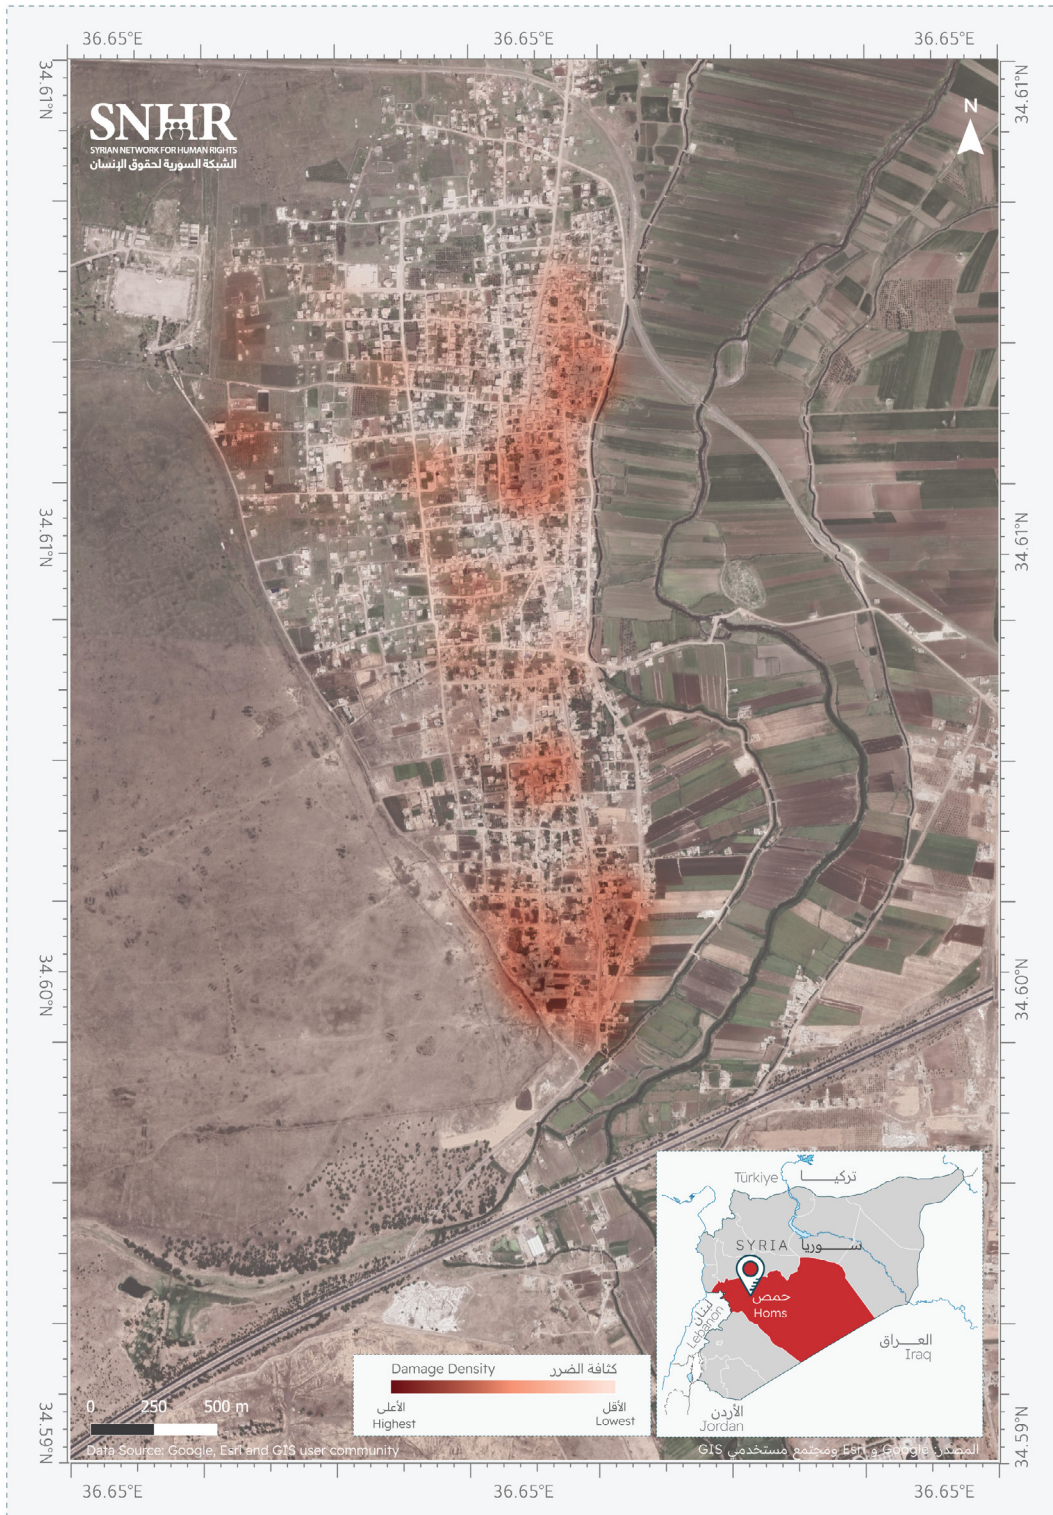 36.65°E
36.65°E
36.65°E
34.61°N
34.61°N
SNHR
SYRIAN NETWORK FOR HUMAN RIGHTS
الشبكة السورية لحقوق الإنسان
N
34.61°N
34.61°N
34.60°N
34.60°N
Türkiye
تركيـــــا
SYRIA
ســـوريا
حمص
Homs
لبنان
Lebanon
العـــراق
Iraq
الأردن
Jordan
Damage Density
كثافة الضرر
الأعلى
Highest
الأقل
Lowest
0 250 500 m
Data Source: Google, Esri and GIS user community
المصدر: Google و Esri ومجتمع مستخدمي GIS
34.59°N
34.59°N
36.65°E
36.65°E
36.65°E